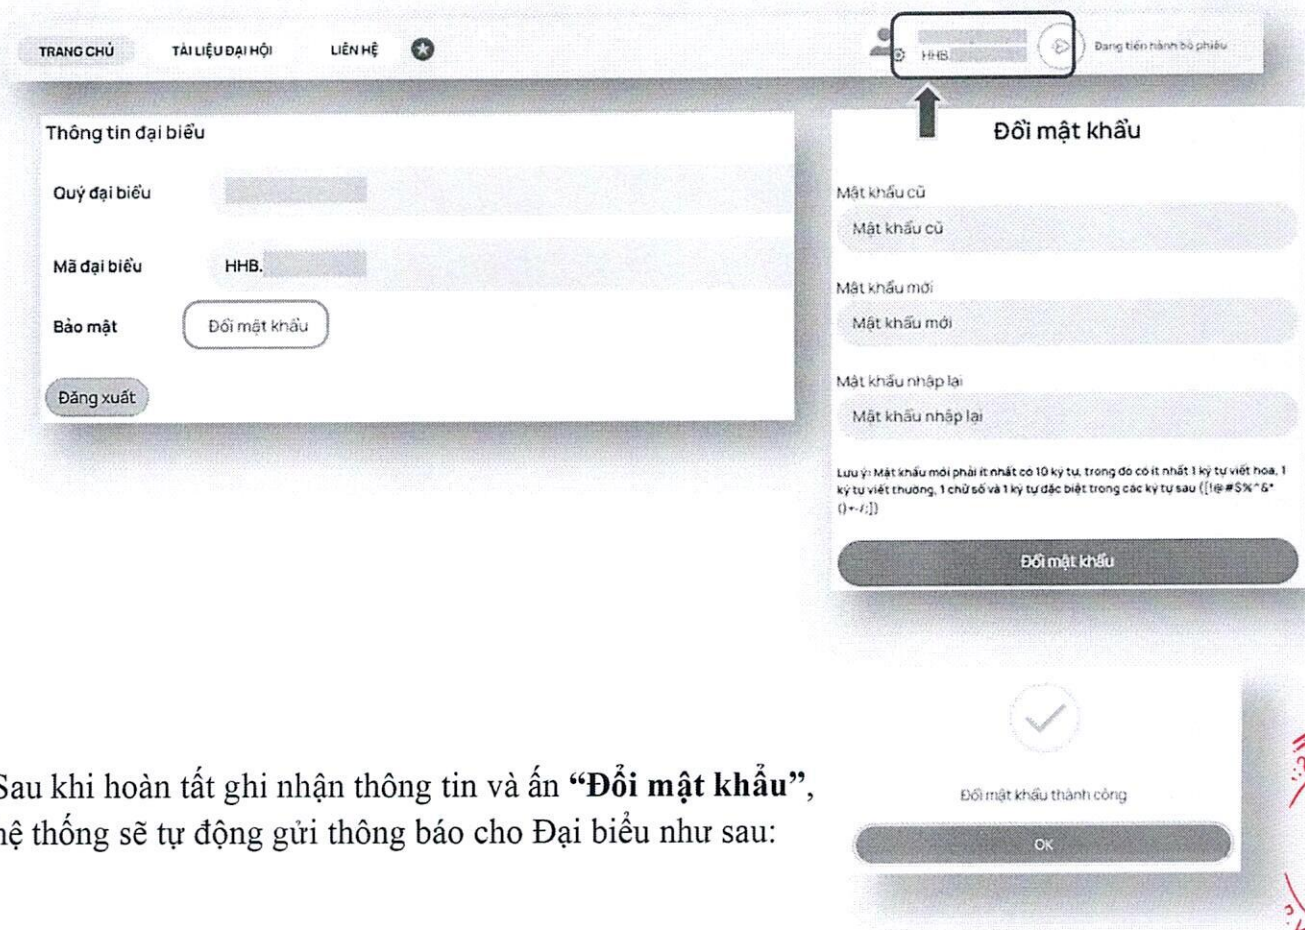 TRANG CHỦ TÀI LIỆU ĐẠI HỘI LIÊN HỆ
HHB.
Đang tiến hành bỏ phiếu
Thông tin đại biểu
Quý đại biểu
Mã đại biểu HHB.
Bảo mật Đổi mật khẩu
Đăng xuất
Đổi mật khẩu
Mật khẩu cũ
Mật khẩu cũ
Mật khẩu mới
Mật khẩu mới
Mật khẩu nhập lại
Mật khẩu nhập lại
Lưu ý: Mật khẩu mới phải ít nhất có 10 ký tự, trong đó có ít nhất 1 ký tự viết hoa, 1
ký tự viết thường, 1 chữ số và 1 ký tự đặc biệt trong các ký tự sau ([!@#$%^&*
()+-/;])
Đổi mật khẩu
Đổi mật khẩu thành công
OK
Sau khi hoàn tất ghi nhận thông tin và ấn “Đổi mật khẩu”,
hệ thống sẽ tự động gửi thông báo cho Đại biểu như sau: